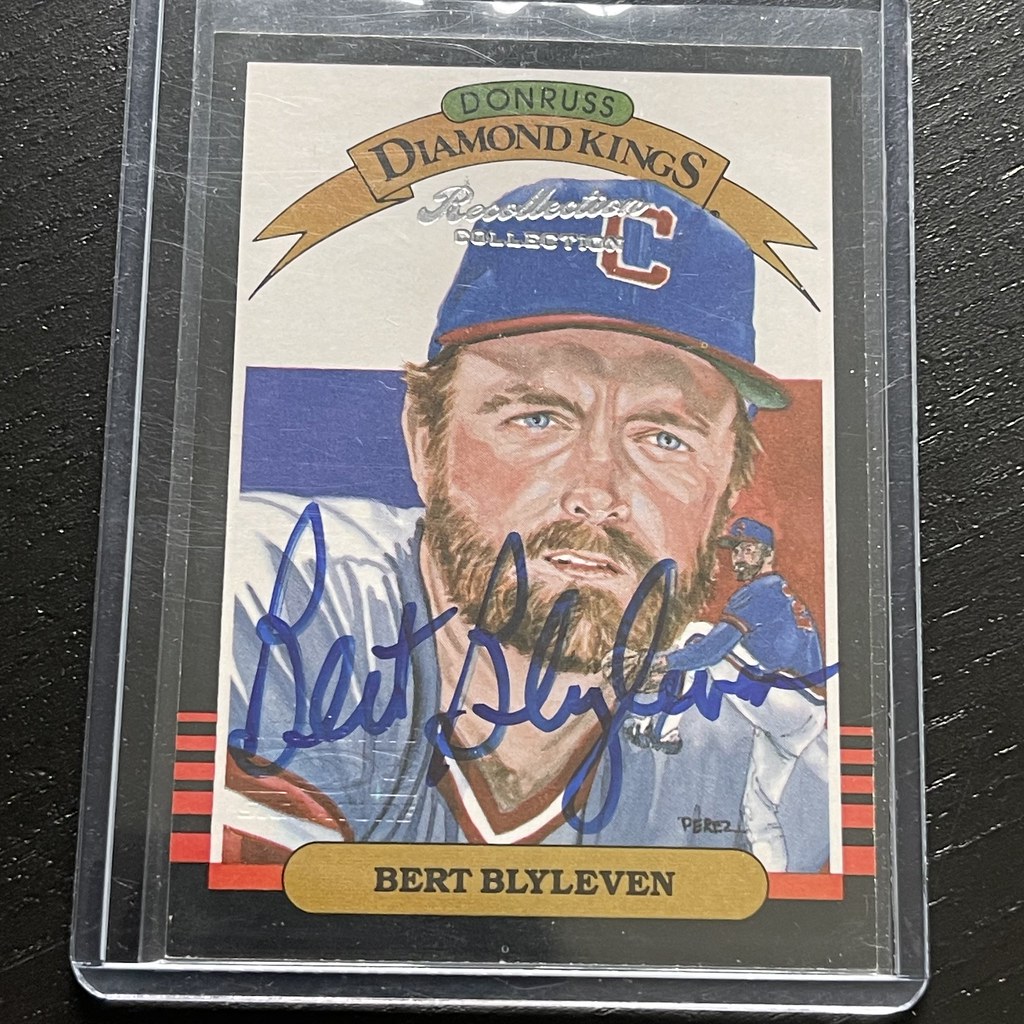 DONRUSS
DIAMOND KINGS
Recollection
COLLECTION
C
Bert Blyleven
PEREZ
BERT BLYLEVEN